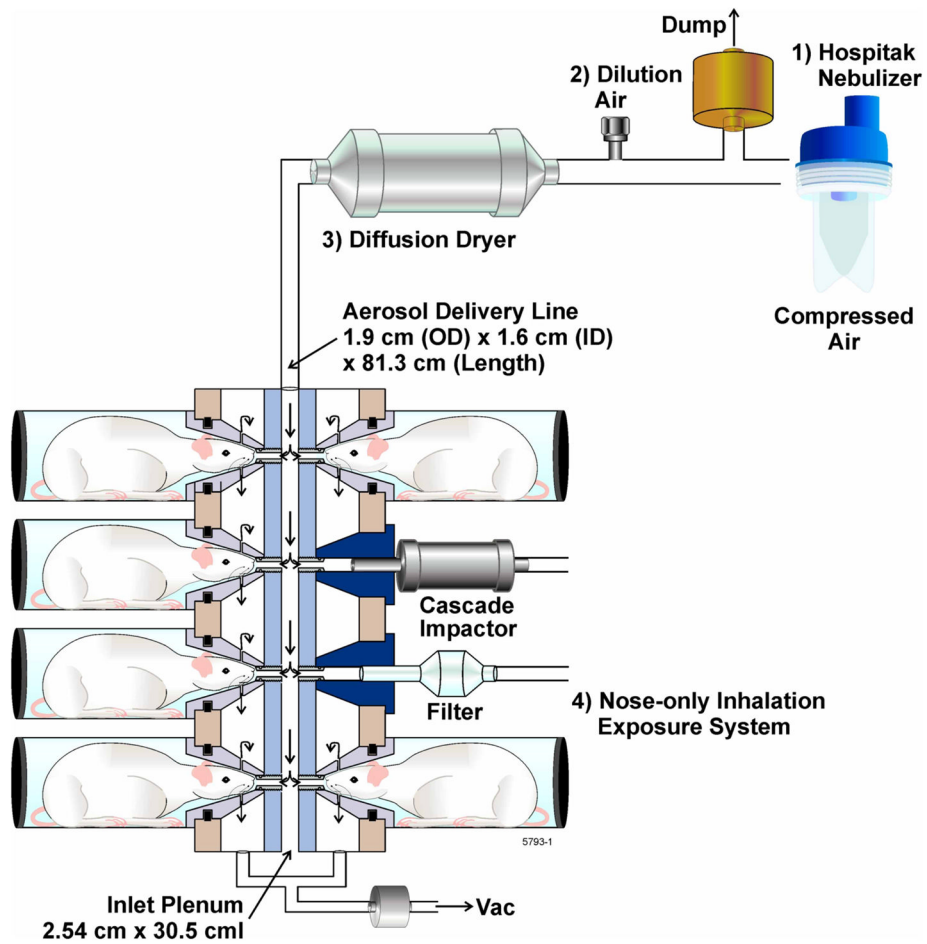 Dump
1) Hospitak
Nebulizer
2) Dilution
Air
3) Diffusion Dryer
Compressed
Air
Aerosol Delivery Line
1.9 cm (OD) x 1.6 cm (ID)
x 81.3 cm (Length)
Cascade
Impactor
Filter
4) Nose-only Inhalation
Exposure System
5793-1
Inlet Plenum
2.54 cm x 30.5 cml
Vac